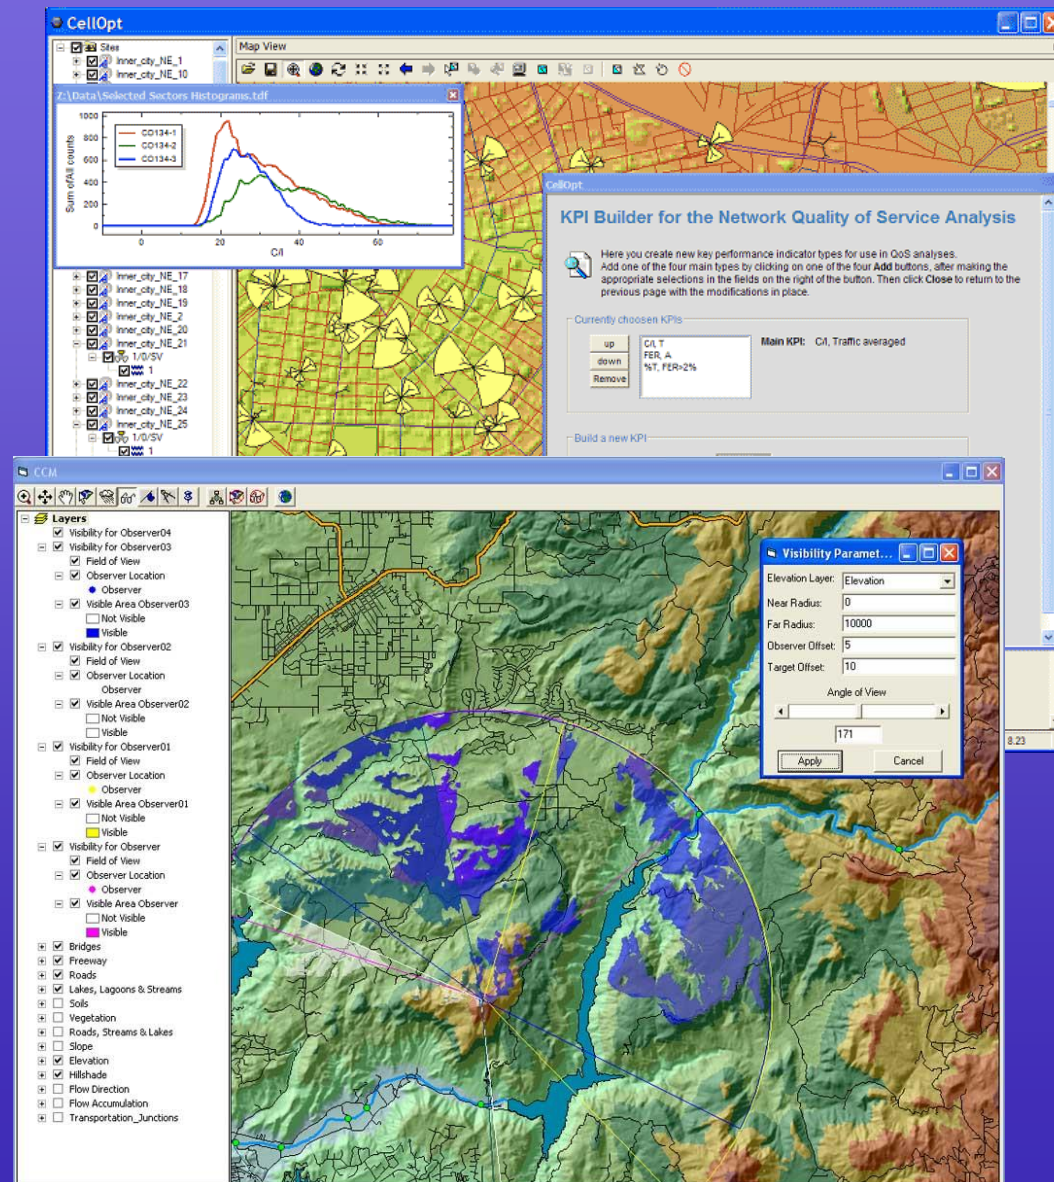 CellOpt
Sites
Inner_city_NE_1
Inner_city_NE_10
Map View
Z:\Data\Selected Sectors Histograms.tdf
1000
800
600
400
200
0
Sum of All counts
CO134-1
CO134-2
CO134-3
0
20
40
60
C/I
Inner_city_NE_17
Inner_city_NE_18
Inner_city_NE_19
Inner_city_NE_2
Inner_city_NE_20
Inner_city_NE_21
1/0/SV
1
Inner_city_NE_22
Inner_city_NE_23
Inner_city_NE_24
Inner_city_NE_25
1/0/SV
1
CellOpt
KPI Builder for the Network Quality of Service Analysis
Here you create new key performance indicator types for use in QoS analyses.
Add one of the four main types by clicking on one of the four Add buttons, after making the
appropriate selections in the fields on the right of the button. Then click Close to return to the
previous page with the modifications in place.
Currently choosen KPIs
up
down
Remove
C/I, T
FER, A
%T, FER>2%
Main KPI: C/I, Traffic averaged
Build a new KPI
8.23
CCM
Layers
Visibility for Observer04
Visibility for Observer03
Field of View
Observer Location
Observer
Visible Area Observer03
Not Visible
Visible
Visibility for Observer02
Field of View
Observer Location
Observer
Visible Area Observer02
Not Visible
Visible
Visibility for Observer01
Field of View
Observer Location
Observer
Visible Area Observer01
Not Visible
Visible
Visibility for Observer
Field of View
Observer Location
Observer
Visible Area Observer
Not Visible
Visible
Bridges
Freeway
Roads
Lakes, Lagoons & Streams
Soils
Vegetation
Roads, Streams & Lakes
Slope
Elevation
Hillshade
Flow Direction
Flow Accumulation
Transportation_Junctions
Visibility Paramet...
Elevation Layer: Elevation
Near Radius: 0
Far Radius: 10000
Observer Offset: 5
Target Offset: 10
Angle of View
171
Apply
Cancel